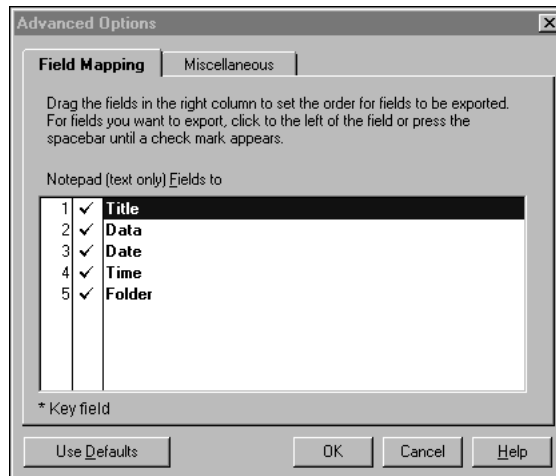 Advanced Options
Field Mapping Miscellaneous
Drag the fields in the right column to set the order for fields to be exported.
For fields you want to export, click to the left of the field or press the
spacebar until a check mark appears.
Notepad (text only) Fields to
1 ✓ Title
2 ✓ Data
3 ✓ Date
4 ✓ Time
5 ✓ Folder
* Key field
Use Defaults OK Cancel Help